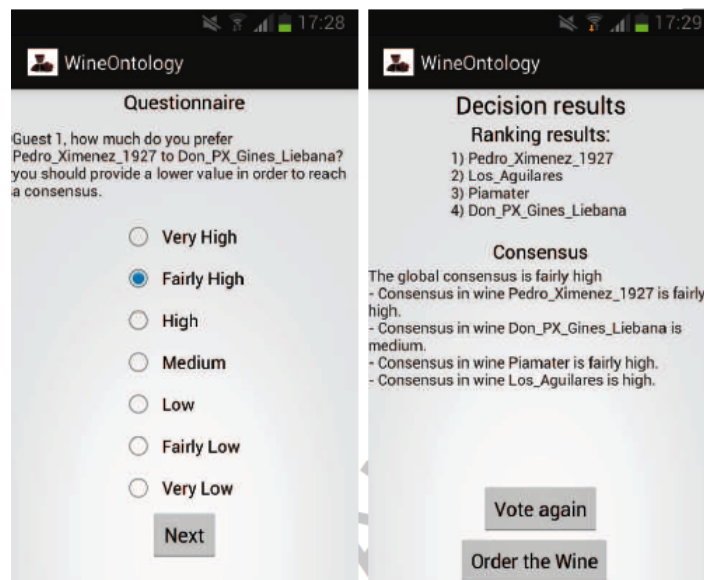 17:28
WineOntology
Questionnaire
Guest 1, how much do you prefer
Pedro_Ximenez_1927 to Don_PX_Gines_Liebana?
you should provide a lower value in order to reach
a consensus.
Very High
Fairly High
High
Medium
Low
Fairly Low
Very Low
Next
17:29
WineOntology
Decision results
Ranking results:
1) Pedro_Ximenez_1927
2) Los_Aguilares
3) Piamater
4) Don_PX_Gines_Liebana
Consensus
The global consensus is fairly high
- Consensus in wine Pedro_Ximenez_1927 is fairly
high.
- Consensus in wine Don_PX_Gines_Liebana is
medium.
- Consensus in wine Piamater is fairly high.
- Consensus in wine Los_Aguilares is high.
Vote again
Order the Wine